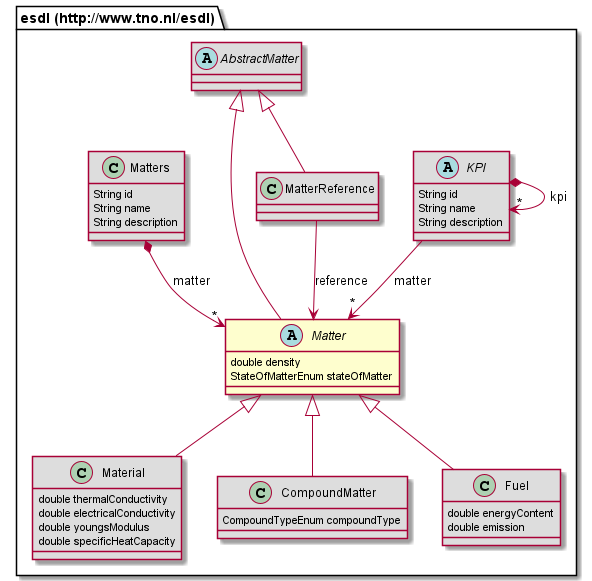 esdl (http://www.tno.nl/esdl)
A AbstractMatter
C Matters
String id
String name
String description
C MatterReference
A KPI
String id
String name
String description
kpi
*
matter
reference
matter
*
*
A Matter
double density
StateOfMatterEnum stateOfMatter
C Material
double thermalConductivity
double electricalConductivity
double youngsModulus
double specificHeatCapacity
C CompoundMatter
CompoundTypeEnum compoundType
C Fuel
double energyContent
double emission